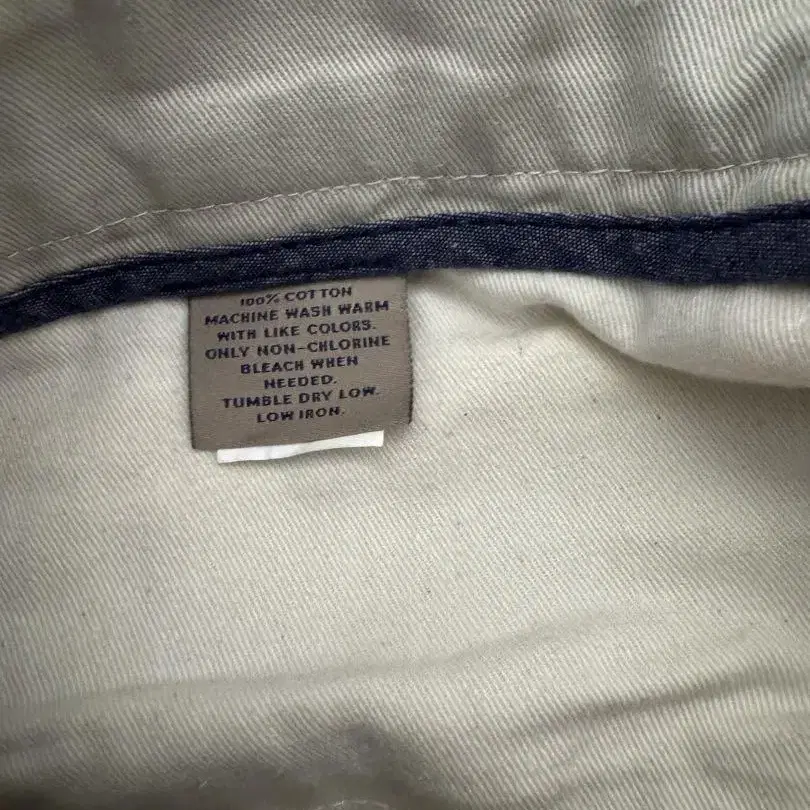 100% COTTON
MACHINE WASH WARM
WITH LIKE COLORS.
ONLY NON-CHLORINE
BLEACH WHEN
NEEDED.
TUMBLE DRY LOW.
LOW IRON.